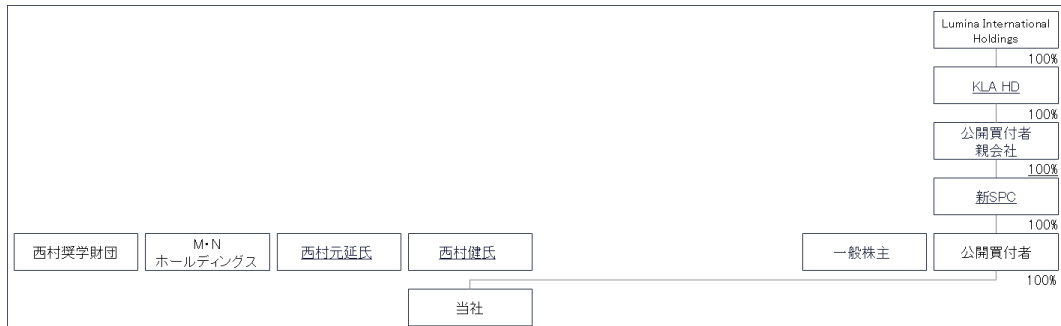 Lumina International
Holdings
100%
KLA HD
100%
公開買付者
親会社
100%
新SPC
100%
西村奨学財団
M・N
ホールディングス
西村元延氏
西村健氏
一般株主
公開買付者
100%
当社